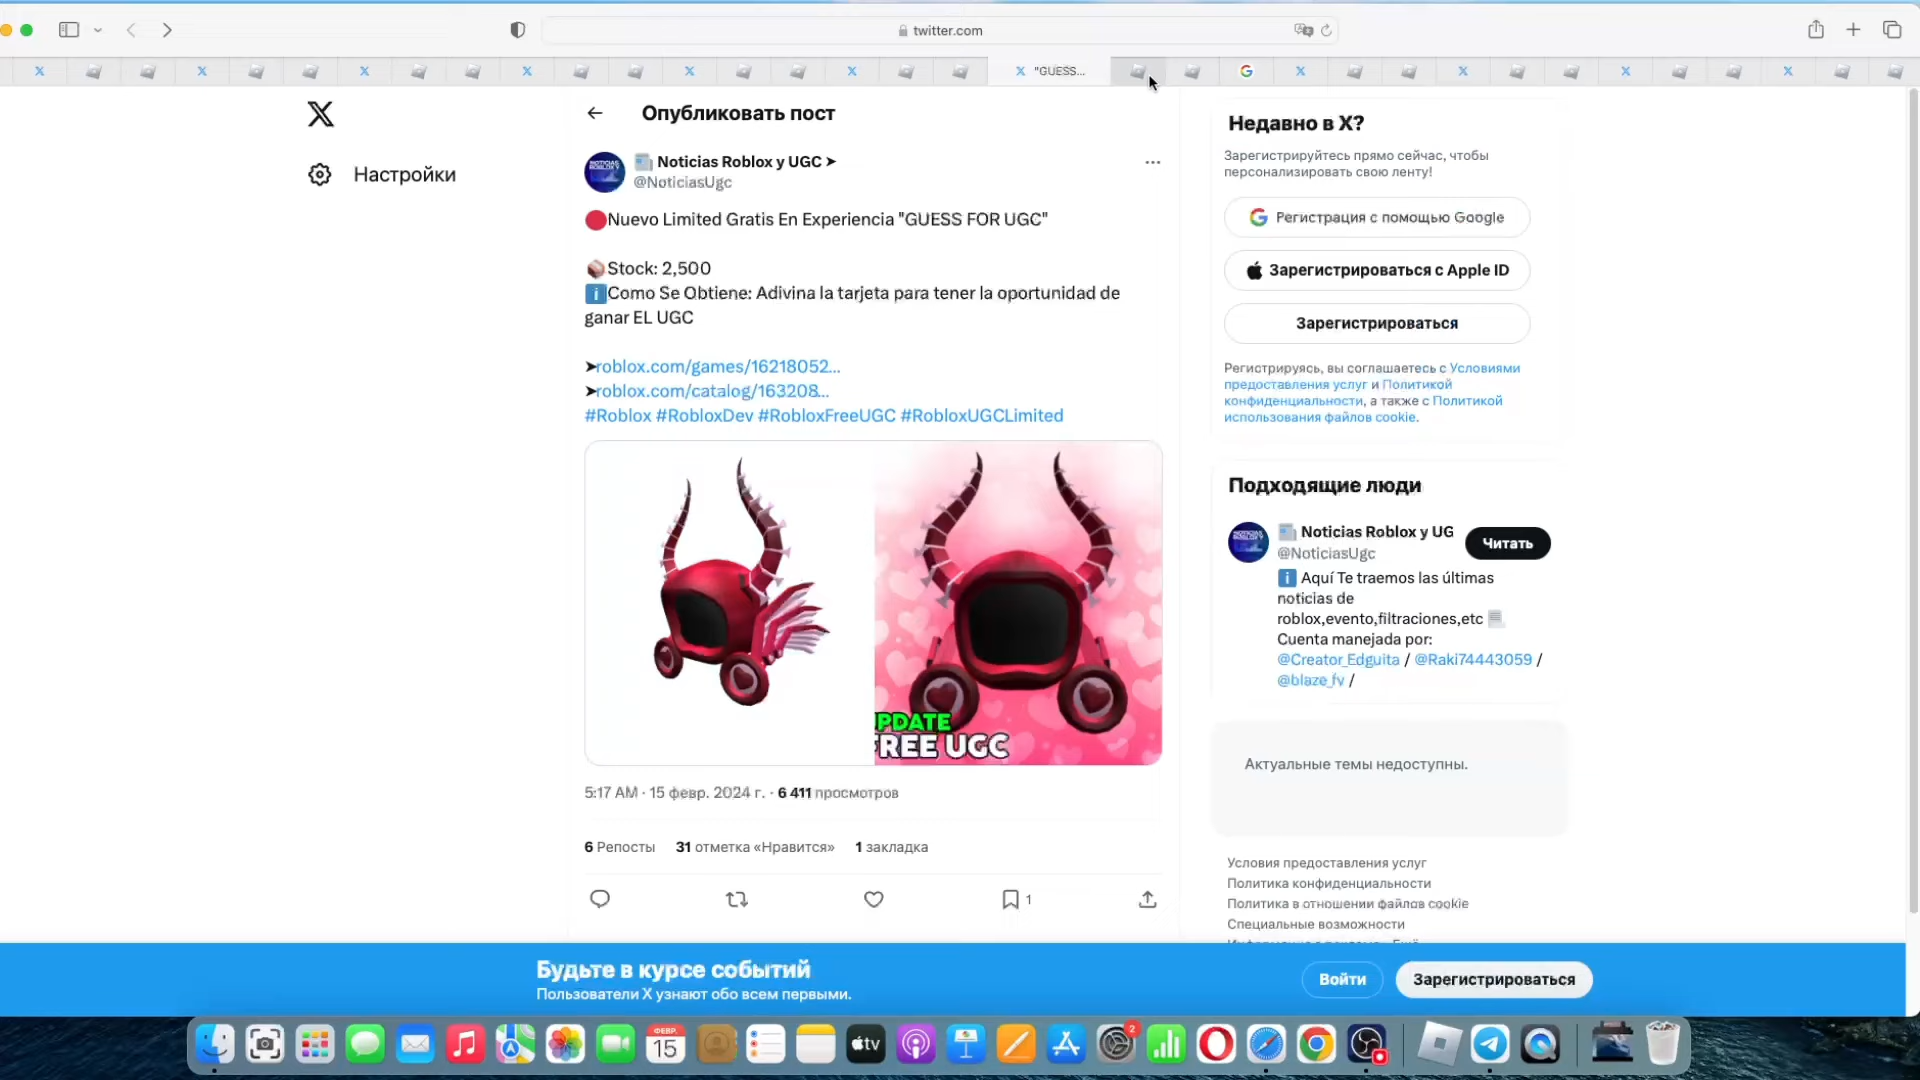 twitter.com
"GUESS...
Опубликовать пост
Настройки
Noticias Roblox y UGC ➤
@NoticiasUgc
Nuevo Limited Gratis En Experiencia "GUESS FOR UGC"
Stock: 2,500
Como Se Obtiene: Adivina la tarjeta para tener la oportunidad de
ganar EL UGC
➤roblox.com/games/16218052...
➤roblox.com/catalog/163208...
#Roblox #RobloxDev #RobloxFreeUGC #RobloxUGCLimited
PDATE
FREE UGC
5:17 AM · 15 февр. 2024 г. · 6 411 просмотров
6 Репосты 31 отметка «Нравится» 1 закладка
1
Недавно в X?
Зарегистрируйтесь прямо сейчас, чтобы
персонализировать свою ленту!
Регистрация с помощью Google
Зарегистрироваться с Apple ID
Зарегистрироваться
Регистрируясь, вы соглашаетесь с Условиями
предоставления услуг и Политикой
конфиденциальности, а также с Политикой
использования файлов cookie.
Подходящие люди
Noticias Roblox y UG
@NoticiasUgc
Читать
Aquí Te traemos las últimas
noticias de
roblox,evento,filtraciones,etc
Cuenta manejada por:
@Creator_Edguita / @Raki74443059 /
@blaze_fv /
Актуальные темы недоступны.
Условия предоставления услуг
Политика конфиденциальности
Политика в отношении файлов cookie
Специальные возможности
Будьте в курсе событий
Пользователи X узнают обо всем первыми.
Войти
Зарегистрироваться
ФЕВР.
15
tv
2